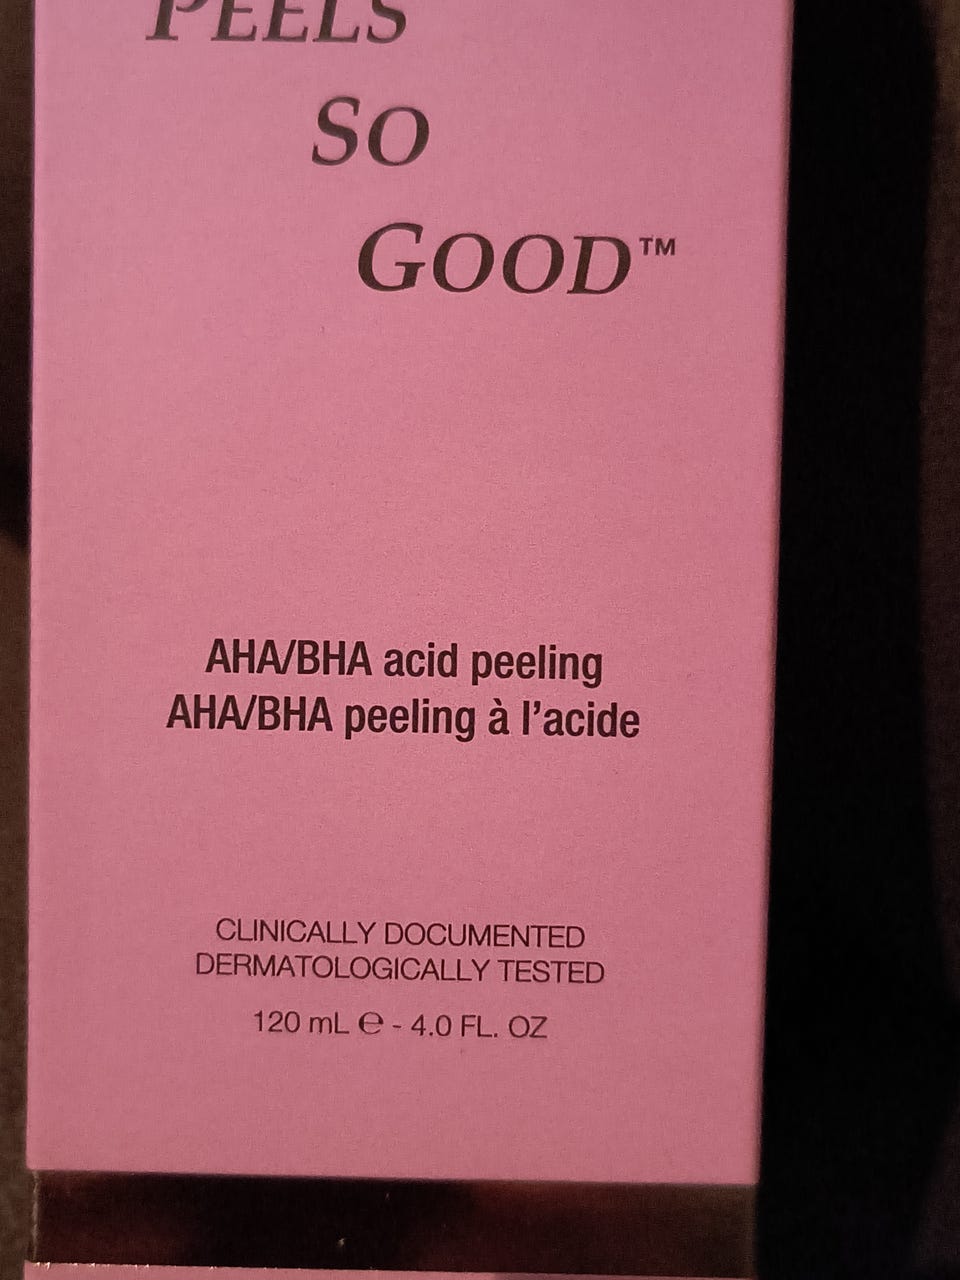 PEELS
SO
GOOD™
AHA/BHA acid peeling
AHA/BHA peeling à l'acide
CLINICALLY DOCUMENTED
DERMATOLOGICALLY TESTED
120 mL ℮ - 4.0 FL. OZ